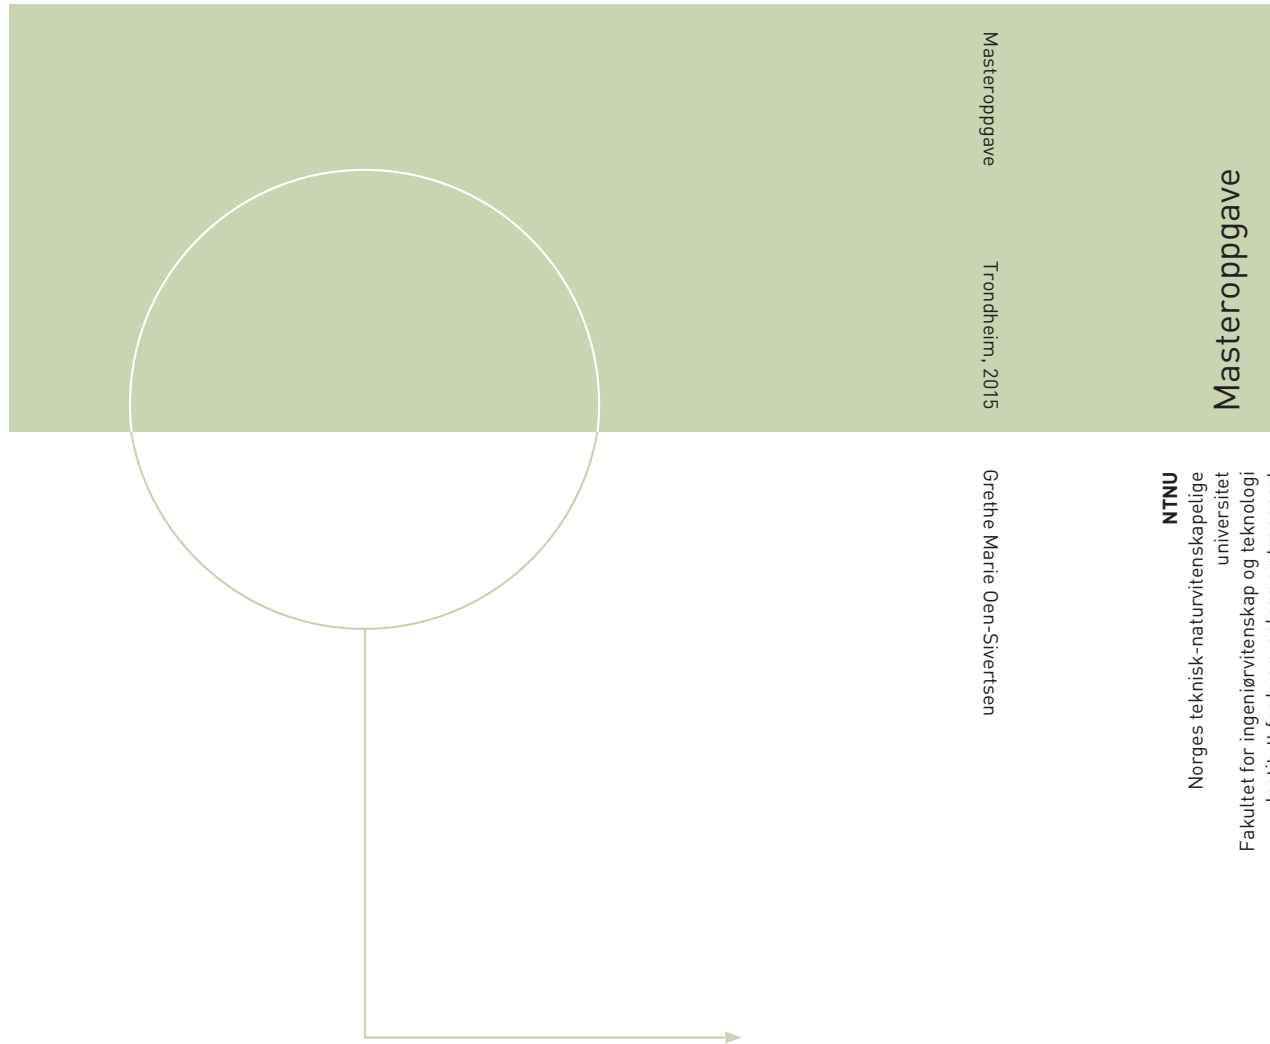 Masteroppgave
Trondheim, 2015
Grethe Marie Oen-Sivertsen
Masteroppgave
NTNU
Norges teknisk-naturvitenskapelige
universitet
Fakultet for ingeniørvitenskap og teknologi